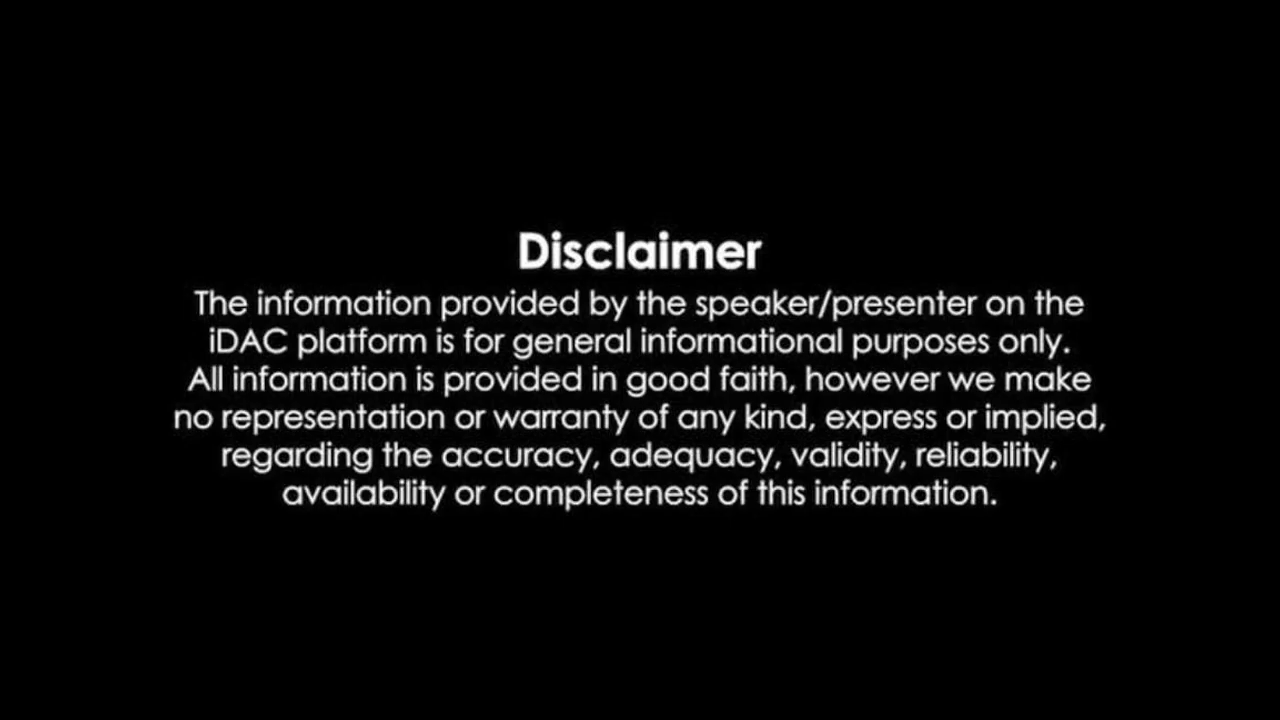 Disclaimer
The information provided by the speaker/presenter on the
iDAC platform is for general informational purposes only.
All information is provided in good faith, however we make
no representation or warranty of any kind, express or implied,
regarding the accuracy, adequacy, validity, reliability,
availability or completeness of this information.